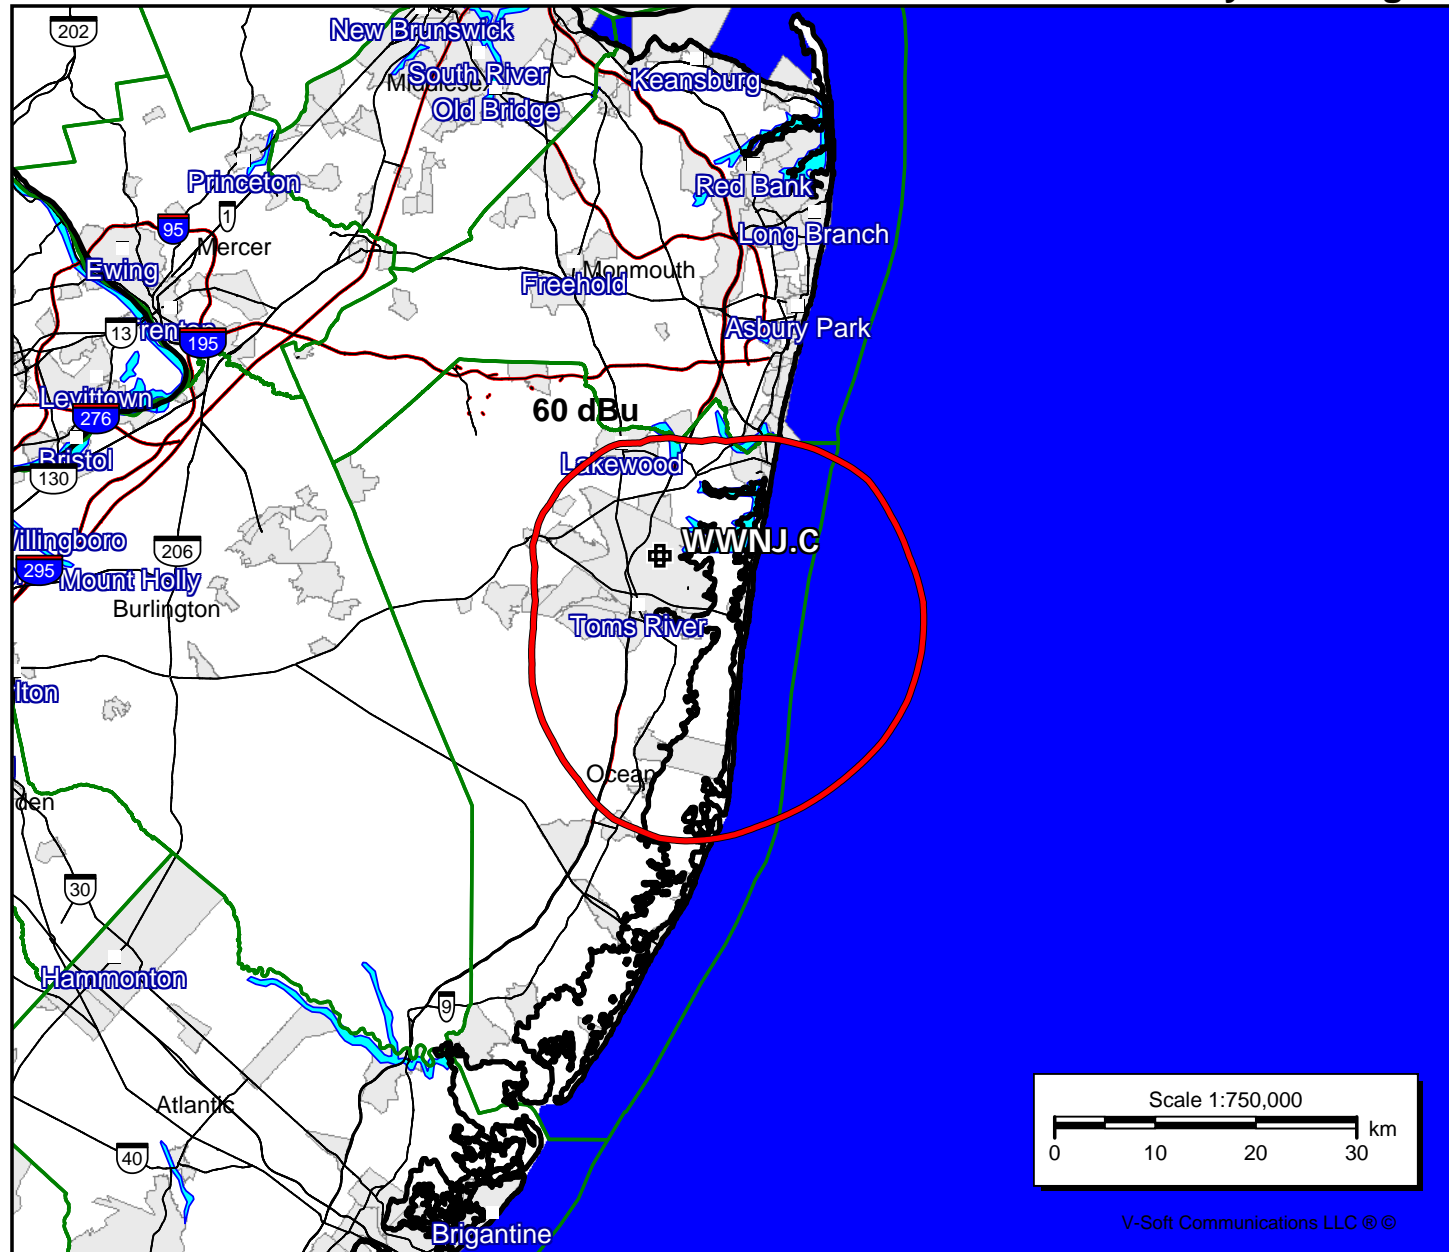 202
New Brunswick
South River
Middlesex
Old Bridge
Keansburg
Princeton
Red Bank
95
1
Mercer
Long Branch
Ewing
Monmouth
Freehold
13
Trenton
195
Asbury Park
Levittown
276
60 dBu
Bristol
Lakewood
130
Willingboro
206
WWNJ.C
295
Mount Holly
Burlington
Toms River
lton
Ocean
den
30
Hammonton
9
Atlantic
40
Brigantine
Scale 1:750,000
km
0 10 20 30
V-Soft Communications LLC ® ©